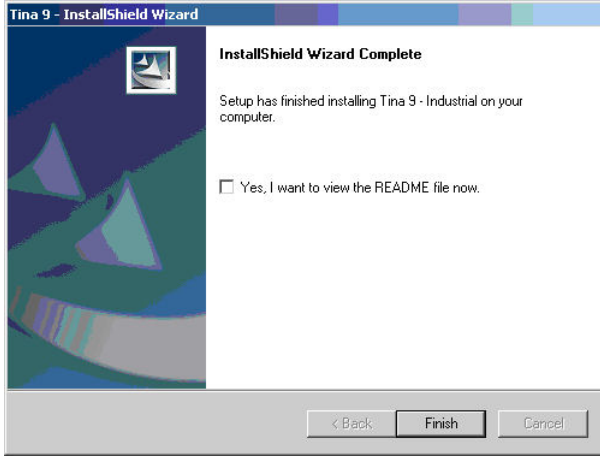 Tina 9 - InstallShield Wizard
InstallShield Wizard Complete
Setup has finished installing Tina 9 - Industrial on your
computer.
Yes, I want to view the README file now.
< Back
Finish
Cancel